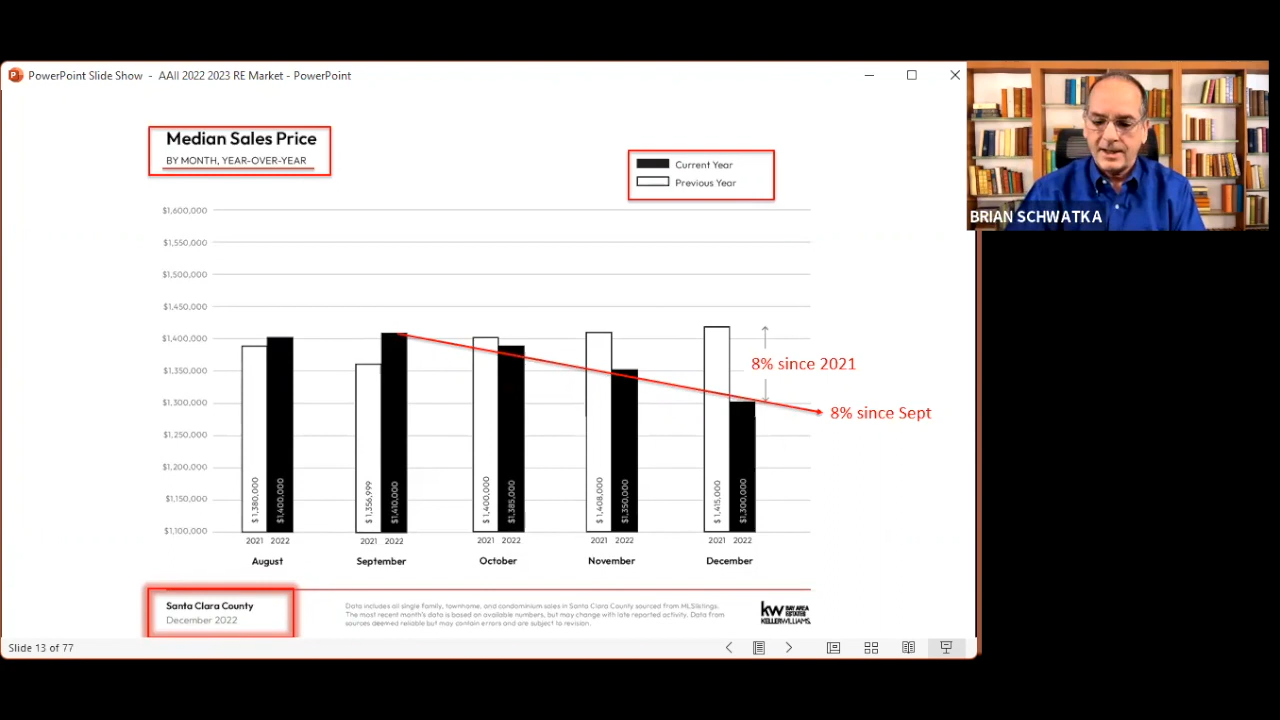 PowerPoint Slide Show - AAII 2022 2023 RE Market - PowerPoint
Median Sales Price
BY MONTH, YEAR-OVER-YEAR
Current Year
Previous Year
BRIAN SCHWATKA
$1,600,000
$1,550,000
$1,500,000
$1,450,000
$1,400,000
$1,350,000
$1,300,000
$1,250,000
$1,200,000
$1,150,000
$1,100,000
8% since 2021
8% since Sept
$1,380,000
$1,400,000
$1,356,999
$1,410,000
$1,400,000
$1,385,000
$1,408,000
$1,350,000
$1,415,000
$1,300,000
2021 2022 2021 2022 2021 2022 2021 2022 2021 2022
August September October November December
Santa Clara County
December 2022
Data includes all single family, townhome, and condominium sales in Santa Clara County sourced from MLSlistings.
The most recent month's data is based on available numbers, but may change with late reported activity. Data from
sources deemed reliable but may contain errors and are subject to revision.
kw BAY AREA
ESTATES
KELLERWILLIAMS.
Slide 13 of 77